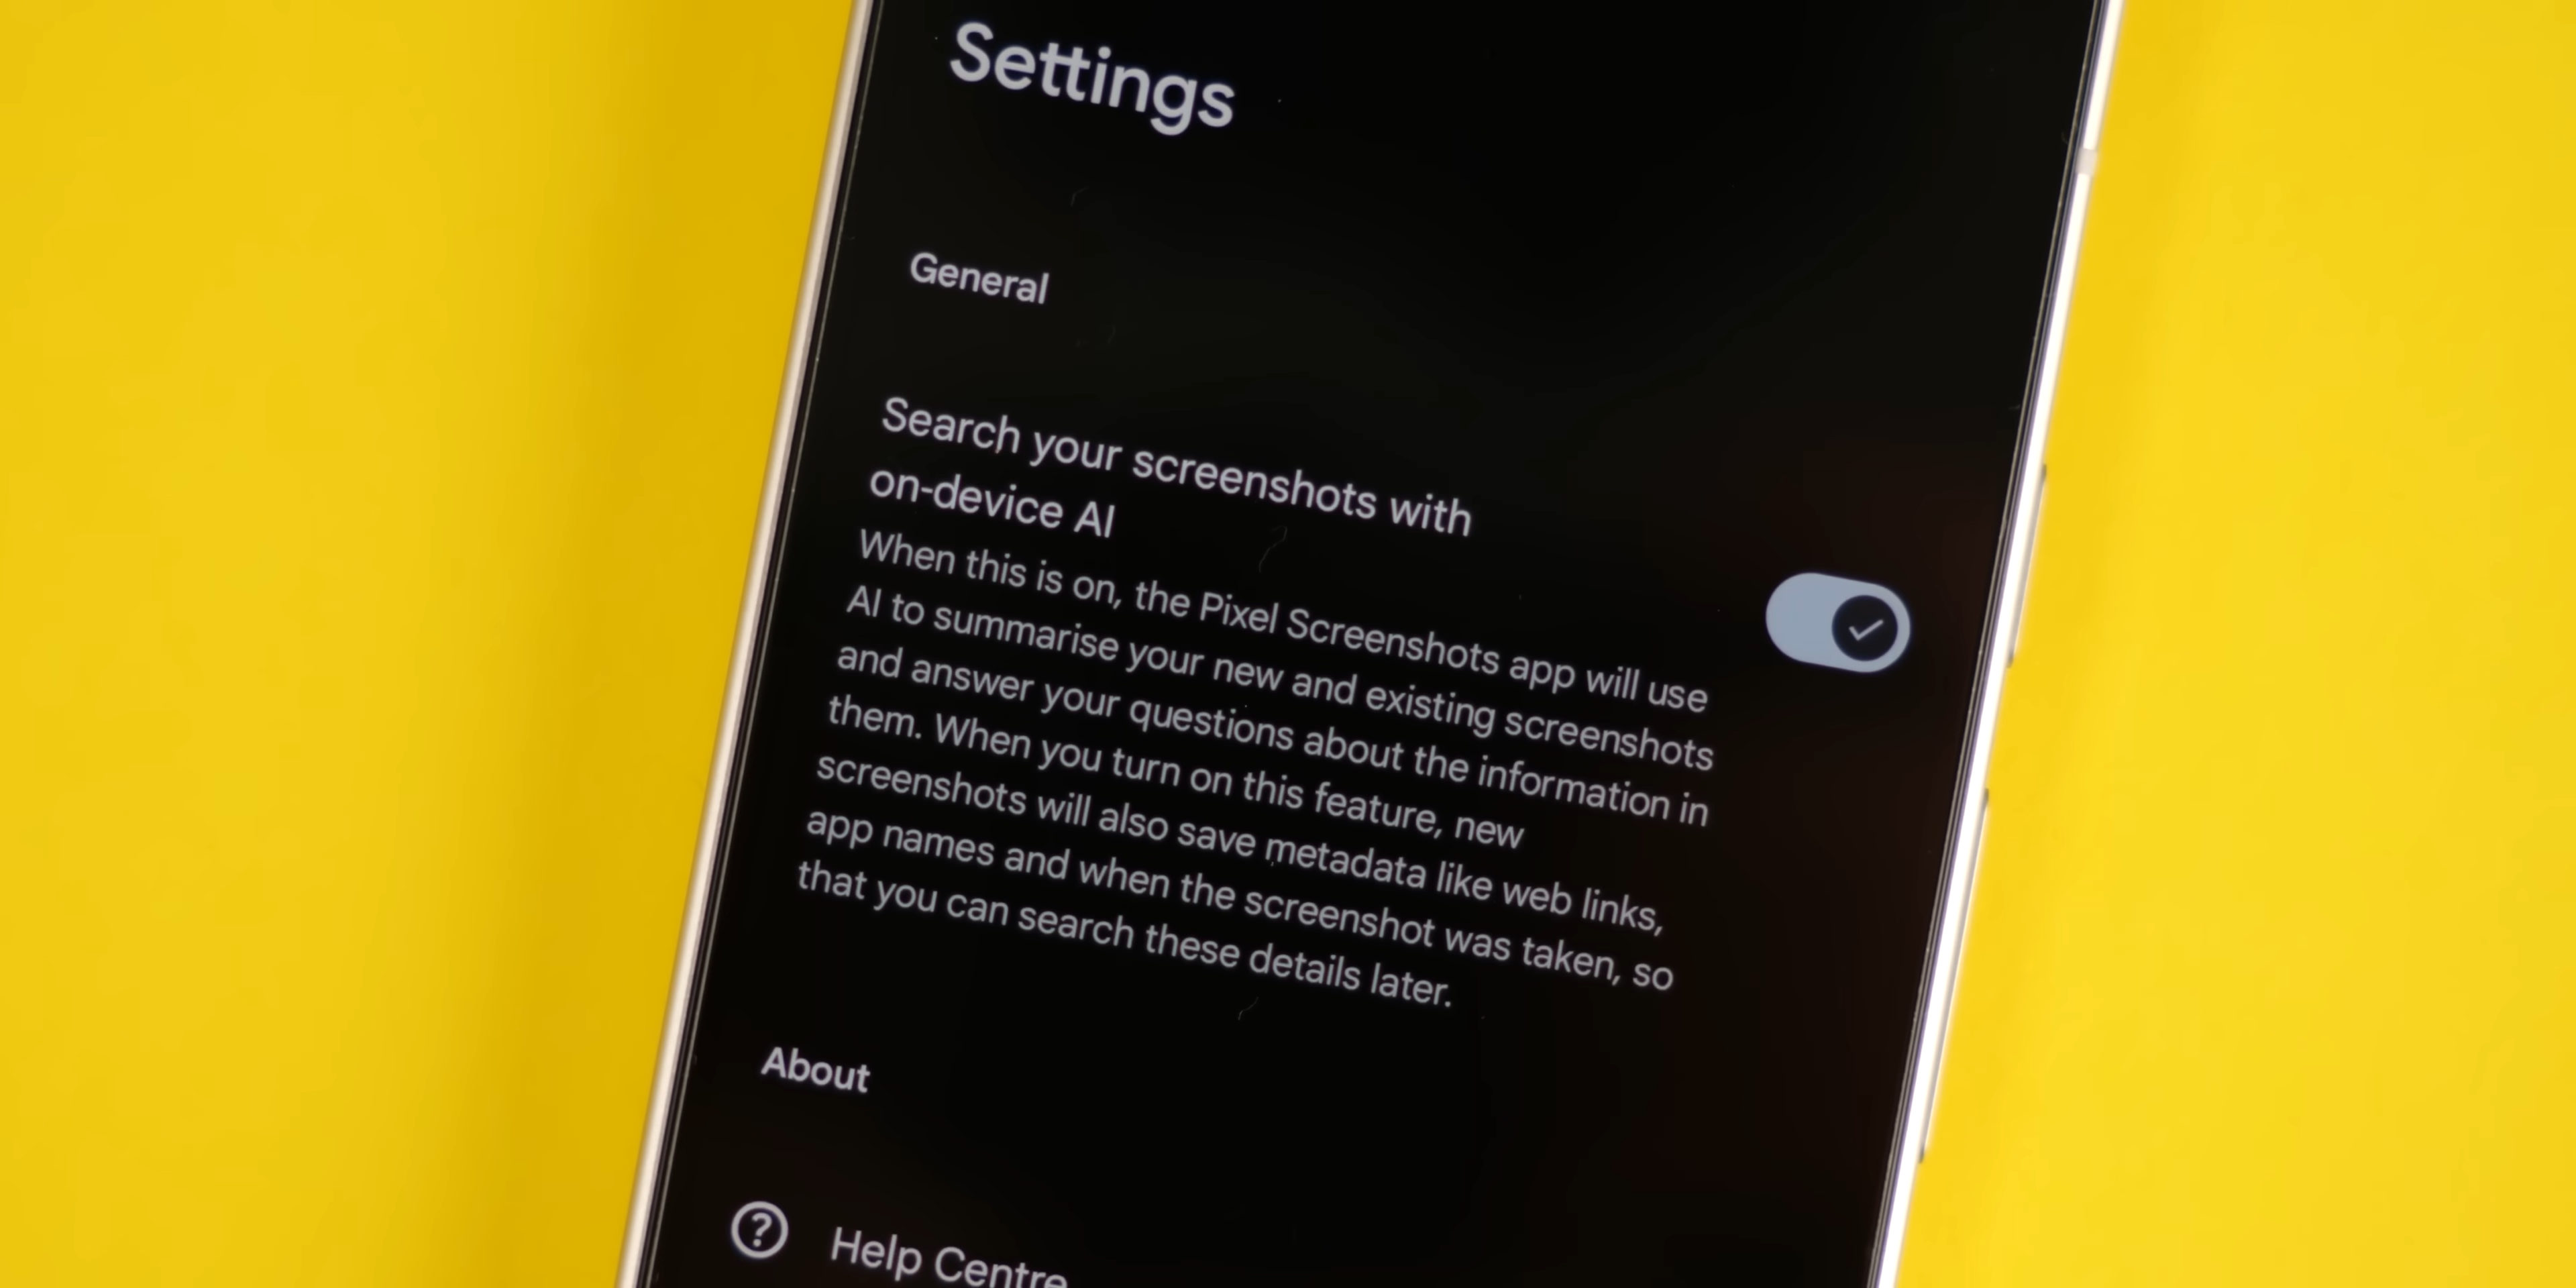 Settings
General
Search your screenshots with
on-device AI
When this is on, the Pixel Screenshots app will use
AI to summarise your new and existing screenshots
and answer your questions about the information in
them. When you turn on this feature, new
screenshots will also save metadata like web links,
app names and when the screenshot was taken, so
that you can search these details later.
About
Help Centre